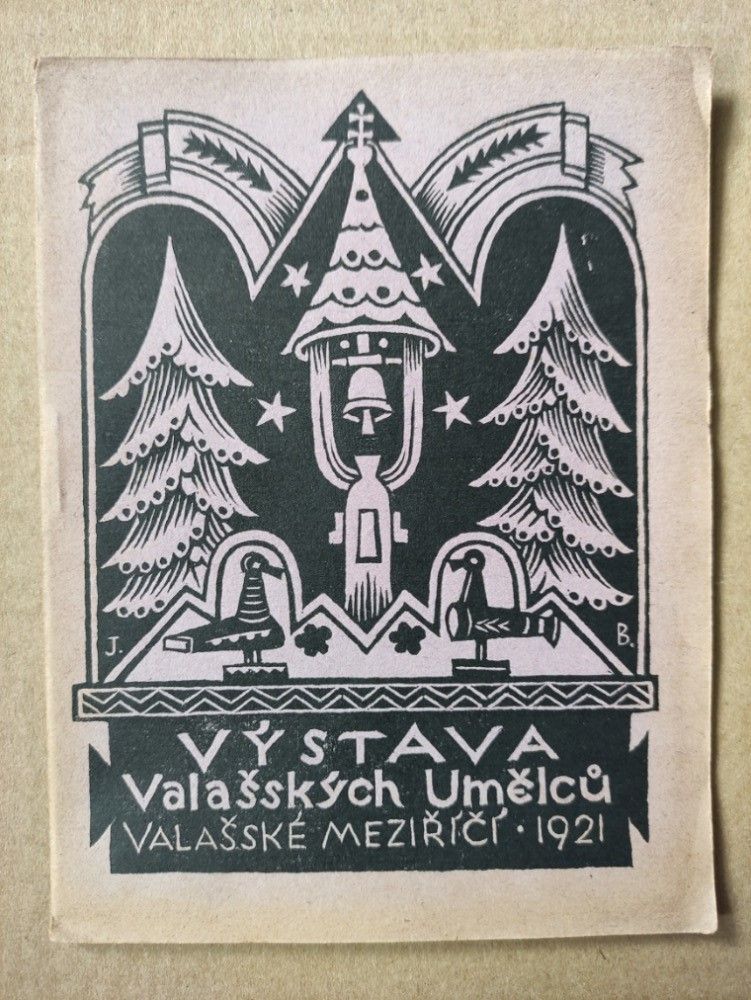 J. B.
VÝSTAVA
Valašských Umělců
VALAŠSKÉ MEZIŘÍČÍ · 1921